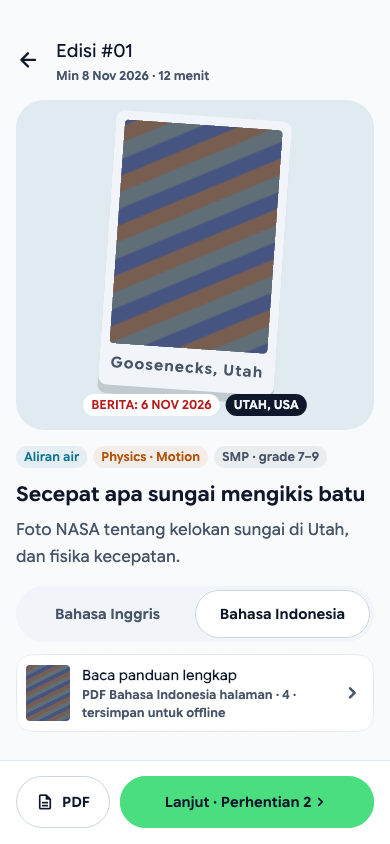 Edisi #01
Min 8 Nov 2026 · 12 menit
Goosenecks, Utah
BERITA: 6 NOV 2026
UTAH, USA
Aliran air
Physics · Motion
SMP · grade 7–9
Secepat apa sungai mengikis batu
Foto NASA tentang kelokan sungai di Utah,
dan fisika kecepatan.
Bahasa Inggris
Bahasa Indonesia
Baca panduan lengkap
PDF Bahasa Indonesia halaman · 4 ·
tersimpan untuk offline
PDF
Lanjut · Perhentian 2